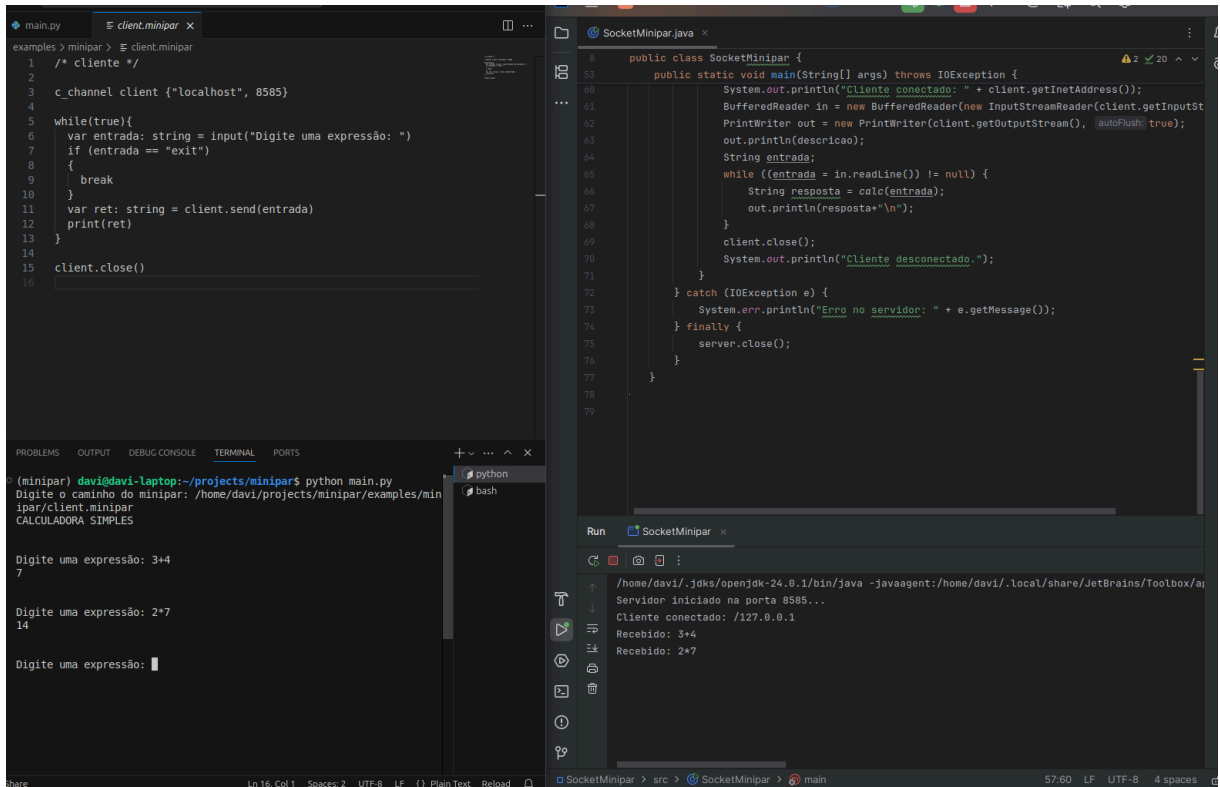 main.py
client.minipar
examples > minipar > client.minipar
1 /* cliente */
2
3 c_channel client {"localhost", 8585}
4
5 while(true){
6 var entrada: string = input("Digite uma expressão: ")
7 if (entrada == "exit")
8 {
9 break
10 }
11 var ret: string = client.send(entrada)
12 print(ret)
13 }
14
15 client.close()
16
PROBLEMS OUTPUT DEBUG CONSOLE TERMINAL PORTS
python
bash
(minipar) davi@davi-laptop:~/projects/minipar$ python main.py
Digite o caminho do minipar: /home/davi/projects/minipar/examples/min
ipar/client.minipar
CALCULADORA SIMPLES
Digite uma expressão: 3+4
7
Digite uma expressão: 2*7
14
Digite uma expressão:
Share Ln 16, Col 1 Spaces: 2 UTF-8 LF {} Plain Text Reload
SocketMinipar.java
8 public class SocketMinipar {
2 20
53 public static void main(String[] args) throws IOException {
60 System.out.println("Cliente conectado: " + client.getInetAddress());
61 BufferedReader in = new BufferedReader(new InputStreamReader(client.getInputSt
62 PrintWriter out = new PrintWriter(client.getOutputStream(), autoFlush: true);
63 out.println(descricao);
64 String entrada;
65 while ((entrada = in.readLine()) != null) {
66 String resposta = calc(entrada);
67 out.println(resposta+"\n");
68 }
69 client.close();
70 System.out.println("Cliente desconectado.");
71 }
72 } catch (IOException e) {
73 System.err.println("Erro no servidor: " + e.getMessage());
74 } finally {
75 server.close();
76 }
77 }
78
79
Run SocketMinipar
/home/davi/.jdks/openjdk-24.0.1/bin/java -javaagent:/home/davi/.local/share/JetBrains/Toolbox/ap
Servidor iniciado na porta 8585...
Cliente conectado: /127.0.0.1
Recebido: 3+4
Recebido: 2*7
SocketMinipar > src > SocketMinipar > main
57:60 LF UTF-8 4 spaces